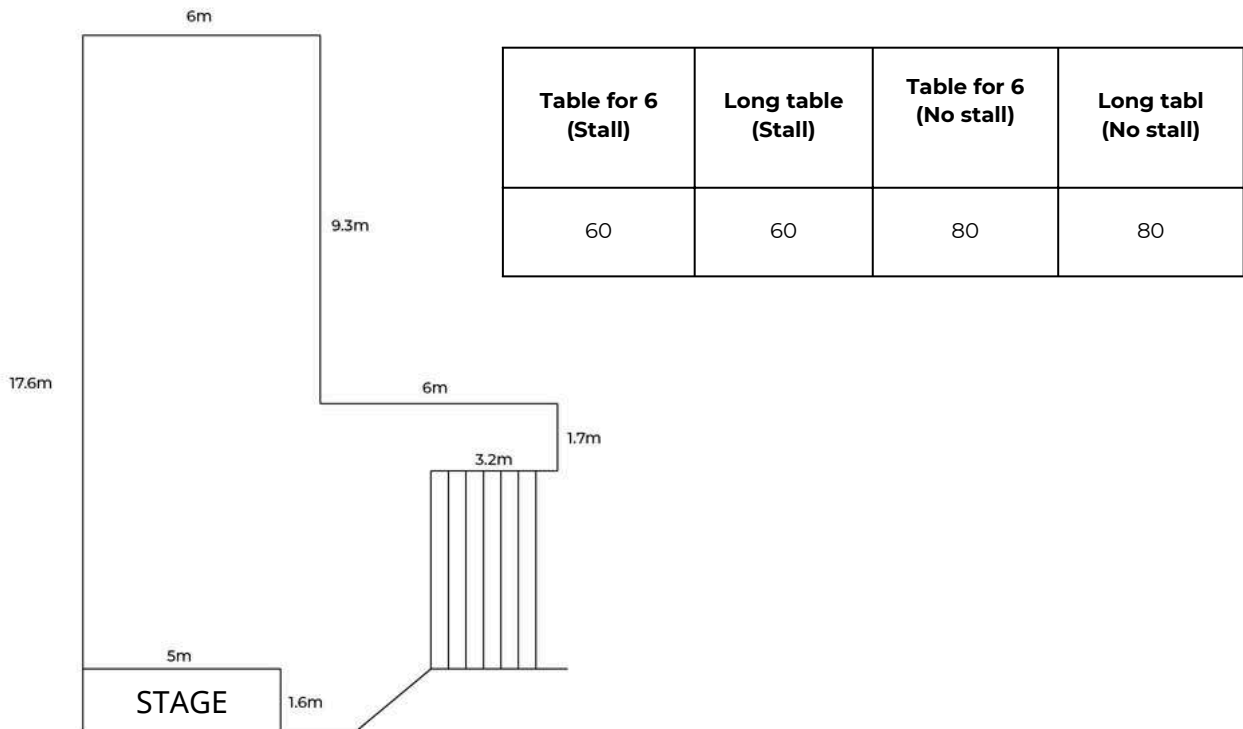 6m
Table for 6
(Stall)
Long table
(Stall)
Table for 6
(No stall)
Long tabl
(No stall)
60
60
80
80
9.3m
17.6m
6m
1.7m
3.2m
5m
STAGE
1.6m